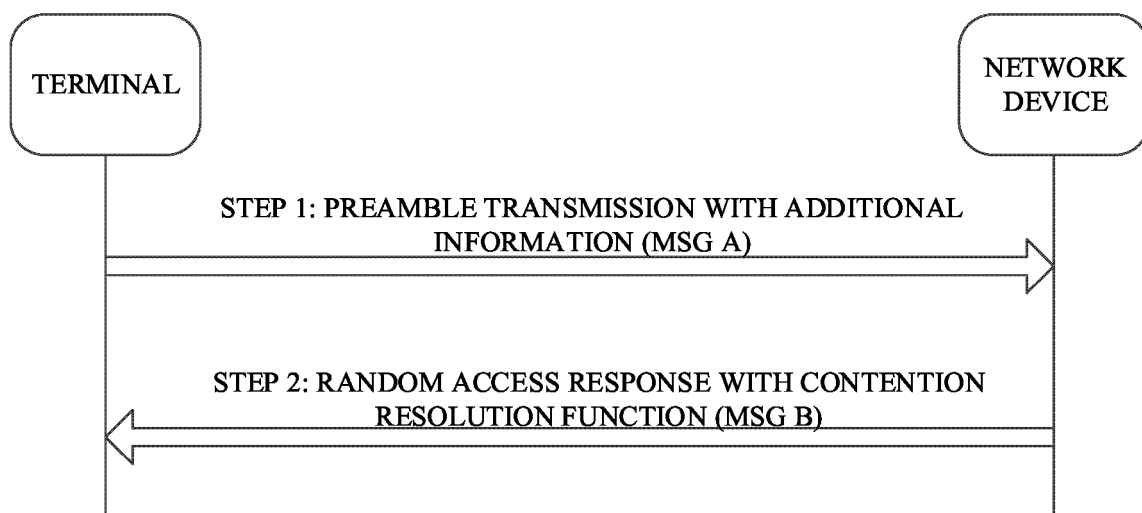 TERMINAL
NETWORK
DEVICE
STEP 1: PREAMBLE TRANSMISSION WITH ADDITIONAL
INFORMATION (MSG A)
STEP 2: RANDOM ACCESS RESPONSE WITH CONTENTION
RESOLUTION FUNCTION (MSG B)